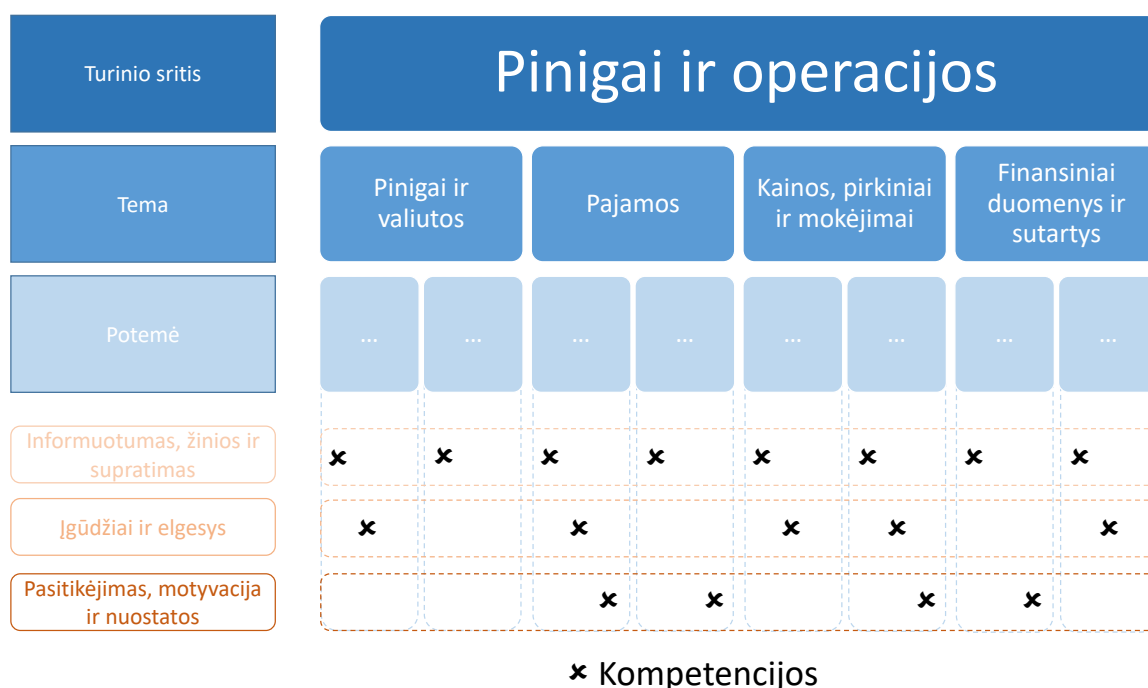 Turinio sritis
Pinigai ir operacijos
Tema
Pinigai ir
valiutos
Pajamos
Kainos, pirkiniai
ir mokėjimai
Finansiniai
duomenys ir
sutartys
Potemė
...
...
...
...
...
...
...
...
Informuotumas, žinios ir
supratimas
Įgūdžiai ir elgesys
Pasitikėjimas, motyvacija
ir nuostatos
✘ Kompetencijos